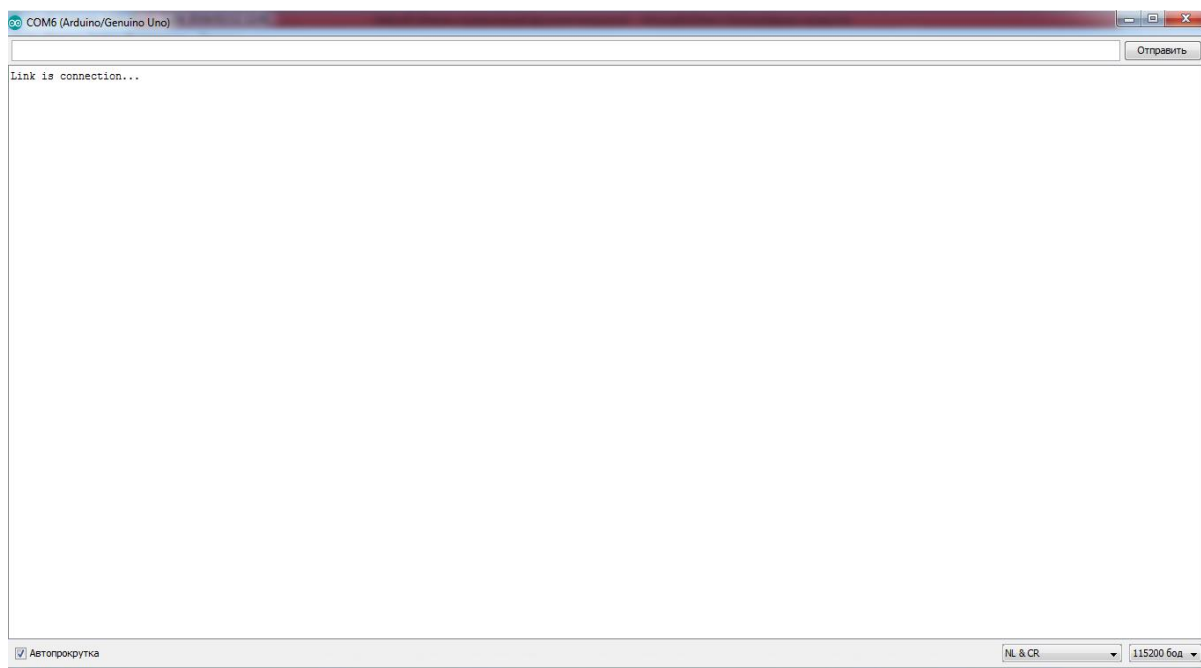 COM6 (Arduino/Genuino Uno)
Отправить
Link is connection...
Автопрокрутка
NL & CR
115200 бод